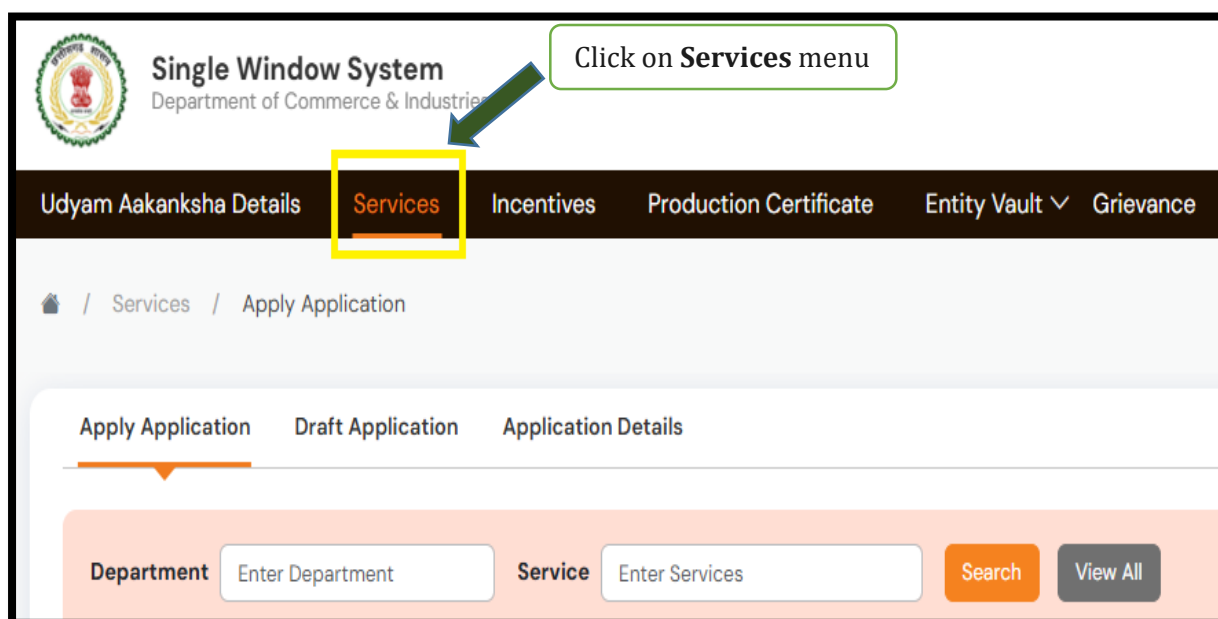 Single Window System
Department of Commerce & Industries
Click on Services menu
Udyam Aakanksha Details Services Incentives Production Certificate Entity Vault Grievance
/ Services / Apply Application
Apply Application Draft Application Application Details
Department Enter Department Service Enter Services Search View All